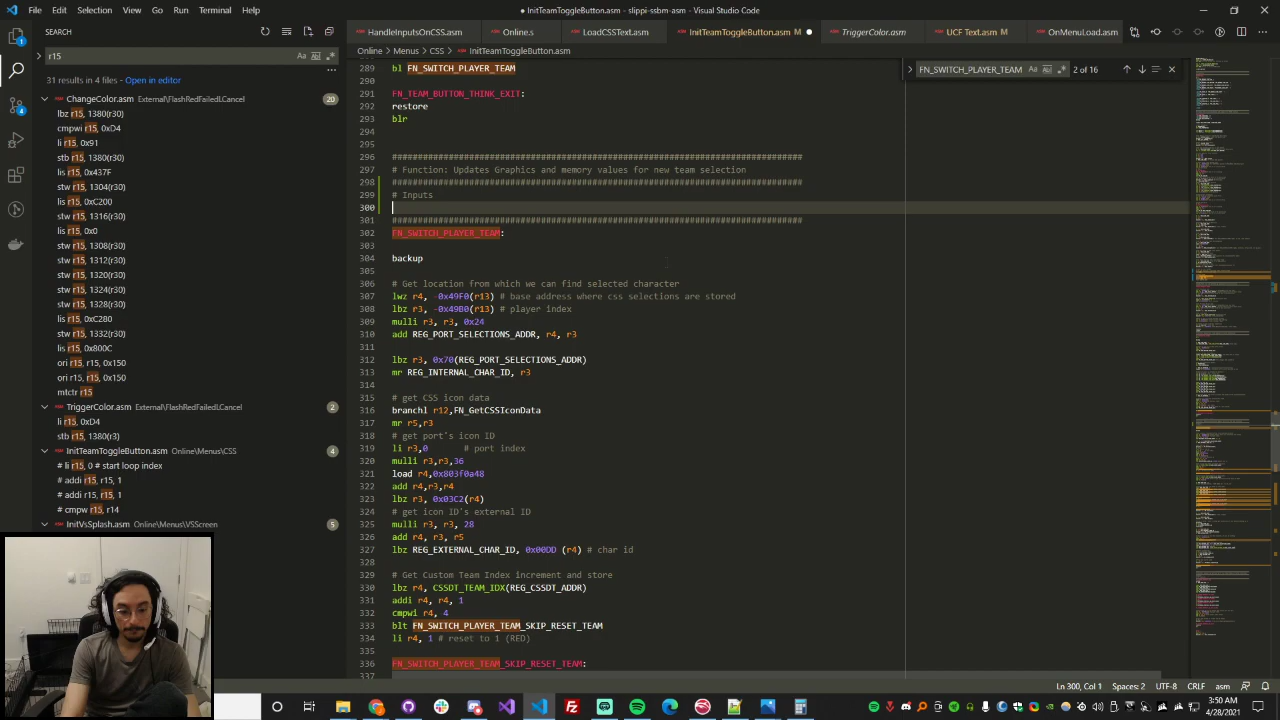 File Edit Selection View Go Run Terminal Help
● InitTeamToggleButton.asm - slippi-ssbm-asm - Visual Studio Code
SEARCH
r15
31 results in 4 files - Open in editor
ChangeColor.asm External\FlashRedFailedLCancel 20
lbz r15, 1380(r30)
cmpwi r15, 0xD4
li r15, 0x91
stb r15, 1380(r30)
lis r15, 0x437F
stw r15, 1304(r30)
lis r15, 0xC200
stw r15, 1316(r30)
lis r15, 0x0
stw r15, 1308(r30)
stw r15, 1312(r30)
stw r15, 1320(r30)
stw r15, 1324(r30)
stw r15, 1328(r30)
lis r15, 0xC280
stw r15, 1332(r30)
lis r15, 0x800C
ori r15, r15, 0x150
ori r15, r15, 0x150
mtctr r15
TriggerColor.asm External\FlashRedFailedLCancel 2
li r15, 0xD4
stb r15, 1380(r3)
InitTeamToggleButton.asm Online\Menus\CSS 4
# li r15, 0 # start loop index
# addi r15, r15, 1
# addi r15, r15, 1
# cmpw r15, r14
InitVsSplash.asm Online\Menus\VSScreen 5
HandleInputsOnCSS.asm Online.s LoadCSSText.asm InitTeamToggleButton.asm M ● TriggerColor.asm UCF Text.asm M OnMenuLoad.asm
Online > Menus > CSS > InitTeamToggleButton.asm
FN_SWITCH_PLAYER_TEAM 2 of 16
289 bl FN_SWITCH_PLAYER_TEAM
290
291 FN_TEAM_BUTTON_THINK_EXIT:
292 restore
293 blr
294
295
296 ################################################################################
297 # Function: Updates Graphics and memory values for new team selection
298 ################################################################################
299 # Inputs
300
301 ################################################################################
302 FN_SWITCH_PLAYER_TEAM:
303
304 backup
305
306 # Get location from which we can find selected character
307 lwz r4, -0x49F0(r13) # base address where css selections are stored
308 lbz r3, -0x49B0(r13) # player index
309 mulli r3, r3, 0x24
310 add REG_PORT_SELECTIONS_ADDR, r4, r3
311
312 lbz r3, 0x70(REG_PORT_SELECTIONS_ADDR)
313 mr REG_INTERNAL_CHAR_ID, r3
314
315 # get CSS icon data
316 branchl r12,FN_GetCSSIconData
317 mr r5,r3
318 # get port's icon ID
319 li r3,0 # port index
320 mulli r3,r3,36
321 load r4,0x803f0a48
322 add r4,r3,r4
323 lbz r3, 0x03C2(r4)
324 # get icon ID's external ID
325 mulli r3, r3, 28
326 add r4, r3, r5
327 lbz REG_EXTERNAL_CHAR_ID, 0x00DD (r4) # char id
328
329 # Get Custom Team Index increment and store
330 lbz r4, CSSDT_TEAM_IDX(REG_CSSDT_ADDR)
331 addi r4, r4, 1
332 cmpwi r4, 4
333 blt FN_SWITCH_PLAYER_TEAM_SKIP_RESET_TEAM
334 li r4, 1 # reset to 1 (RED)
335
336 FN_SWITCH_PLAYER_TEAM_SKIP_RESET_TEAM:
337
Ln 300, Col 1 Spaces: 2 UTF-8 CRLF asm
3:50 AM
4/28/2021